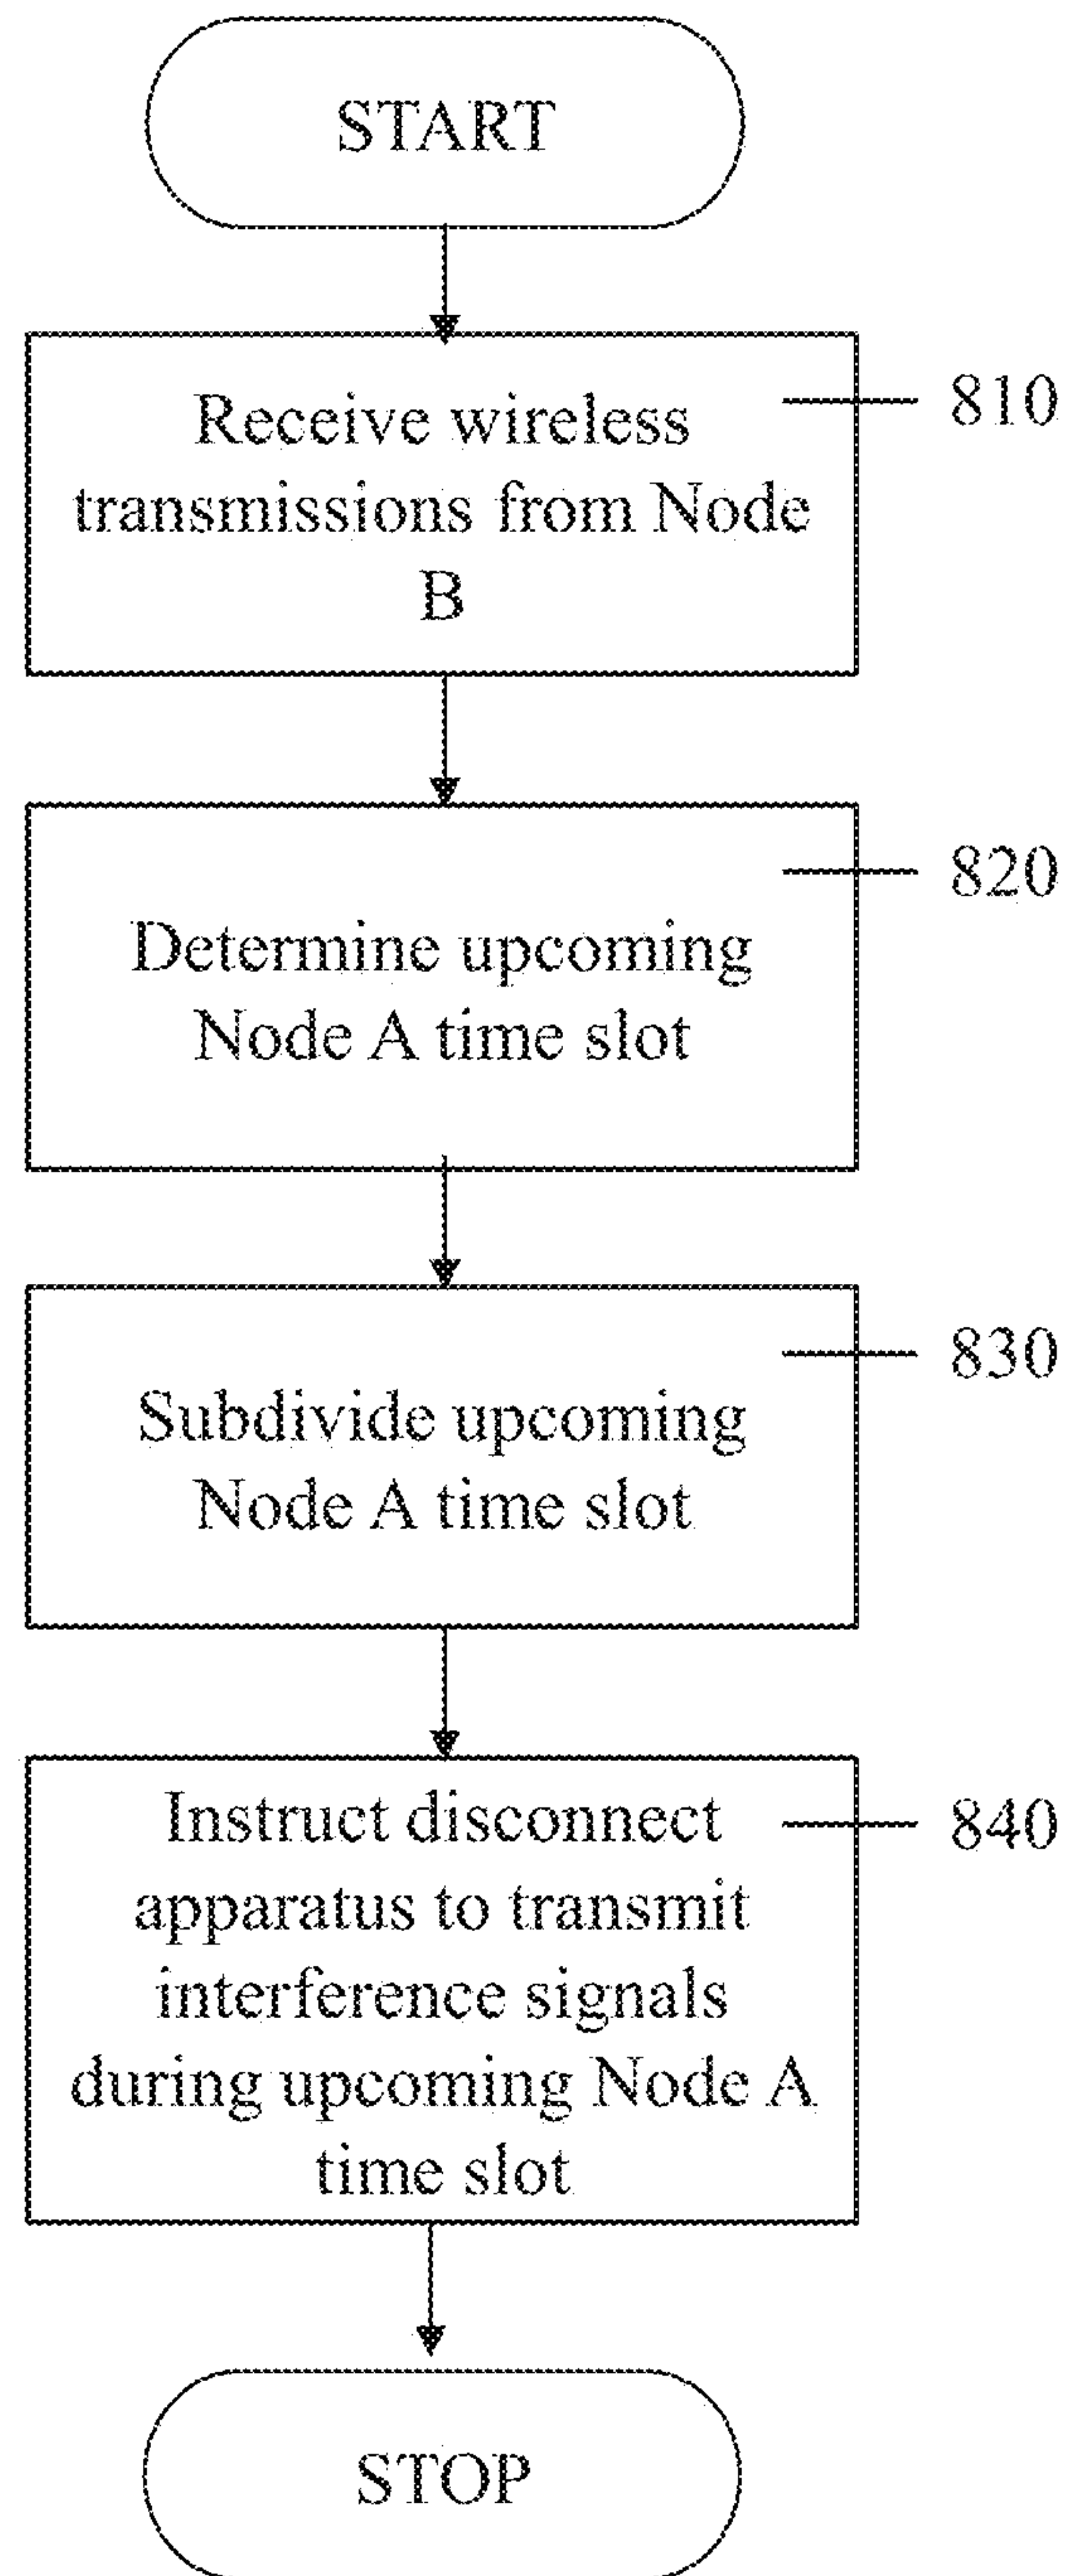 START
Receive wireless
810
transmissions from Node
B
820
Determine upcoming
Node A time slot
830
Subdivide upcoming
Node A time slot
Instruct disconnect
840
apparatus to transmit
interference signals
during upcoming Node A
time slot
STOP